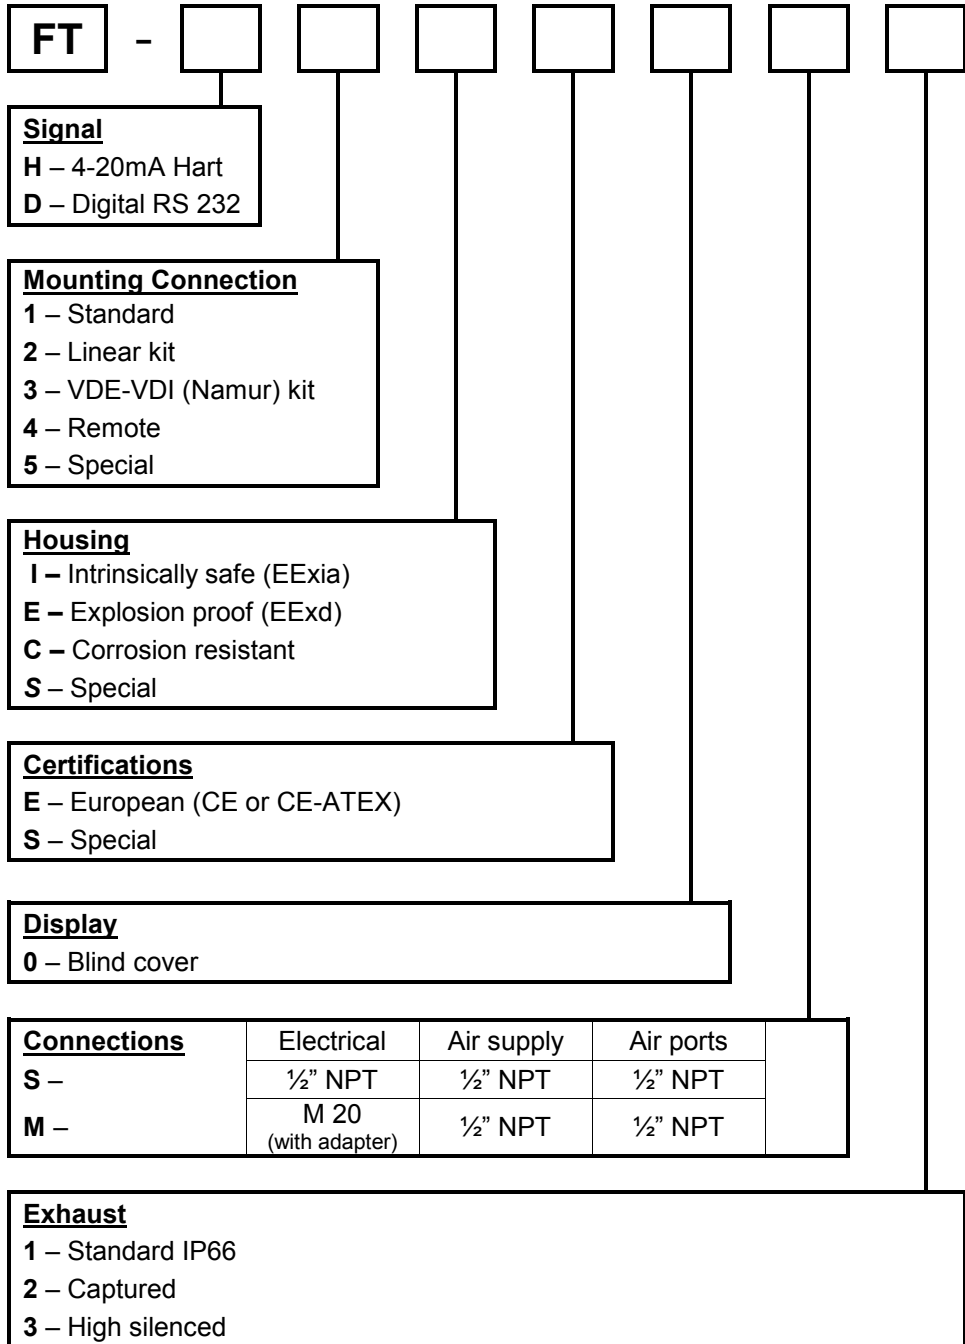 FT –
Signal
H – 4-20mA Hart
D – Digital RS 232
Mounting Connection
1 – Standard
2 – Linear kit
3 – VDE-VDI (Namur) kit
4 – Remote
5 – Special
Housing
I – Intrinsically safe (EExia)
E – Explosion proof (EExd)
C – Corrosion resistant
S – Special
Certifications
E – European (CE or CE-ATEX)
S – Special
Display
0 – Blind cover
Connections Electrical Air supply Air ports
S – ½” NPT ½” NPT ½” NPT
M – M 20 (with adapter) ½” NPT ½” NPT
Exhaust
1 – Standard IP66
2 – Captured
3 – High silenced